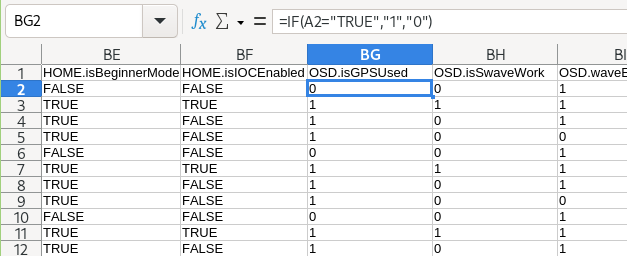 BG2 fx Σ = =IF(A2="TRUE","1","0")
BE BF BG BH BI
1 HOME.isBeginnerMode HOME.isIOCEnabled OSD.isGPSUsed OSD.isSwaveWork OSD.waveE
2 FALSE FALSE 0 0 1
3 TRUE TRUE 1 1 1
4 TRUE FALSE 1 0 1
5 TRUE FALSE 1 0 0
6 FALSE FALSE 0 0 1
7 TRUE TRUE 1 1 1
8 TRUE FALSE 1 0 1
9 TRUE FALSE 1 0 0
10 FALSE FALSE 0 0 1
11 TRUE TRUE 1 1 1
12 TRUE FALSE 1 0 1